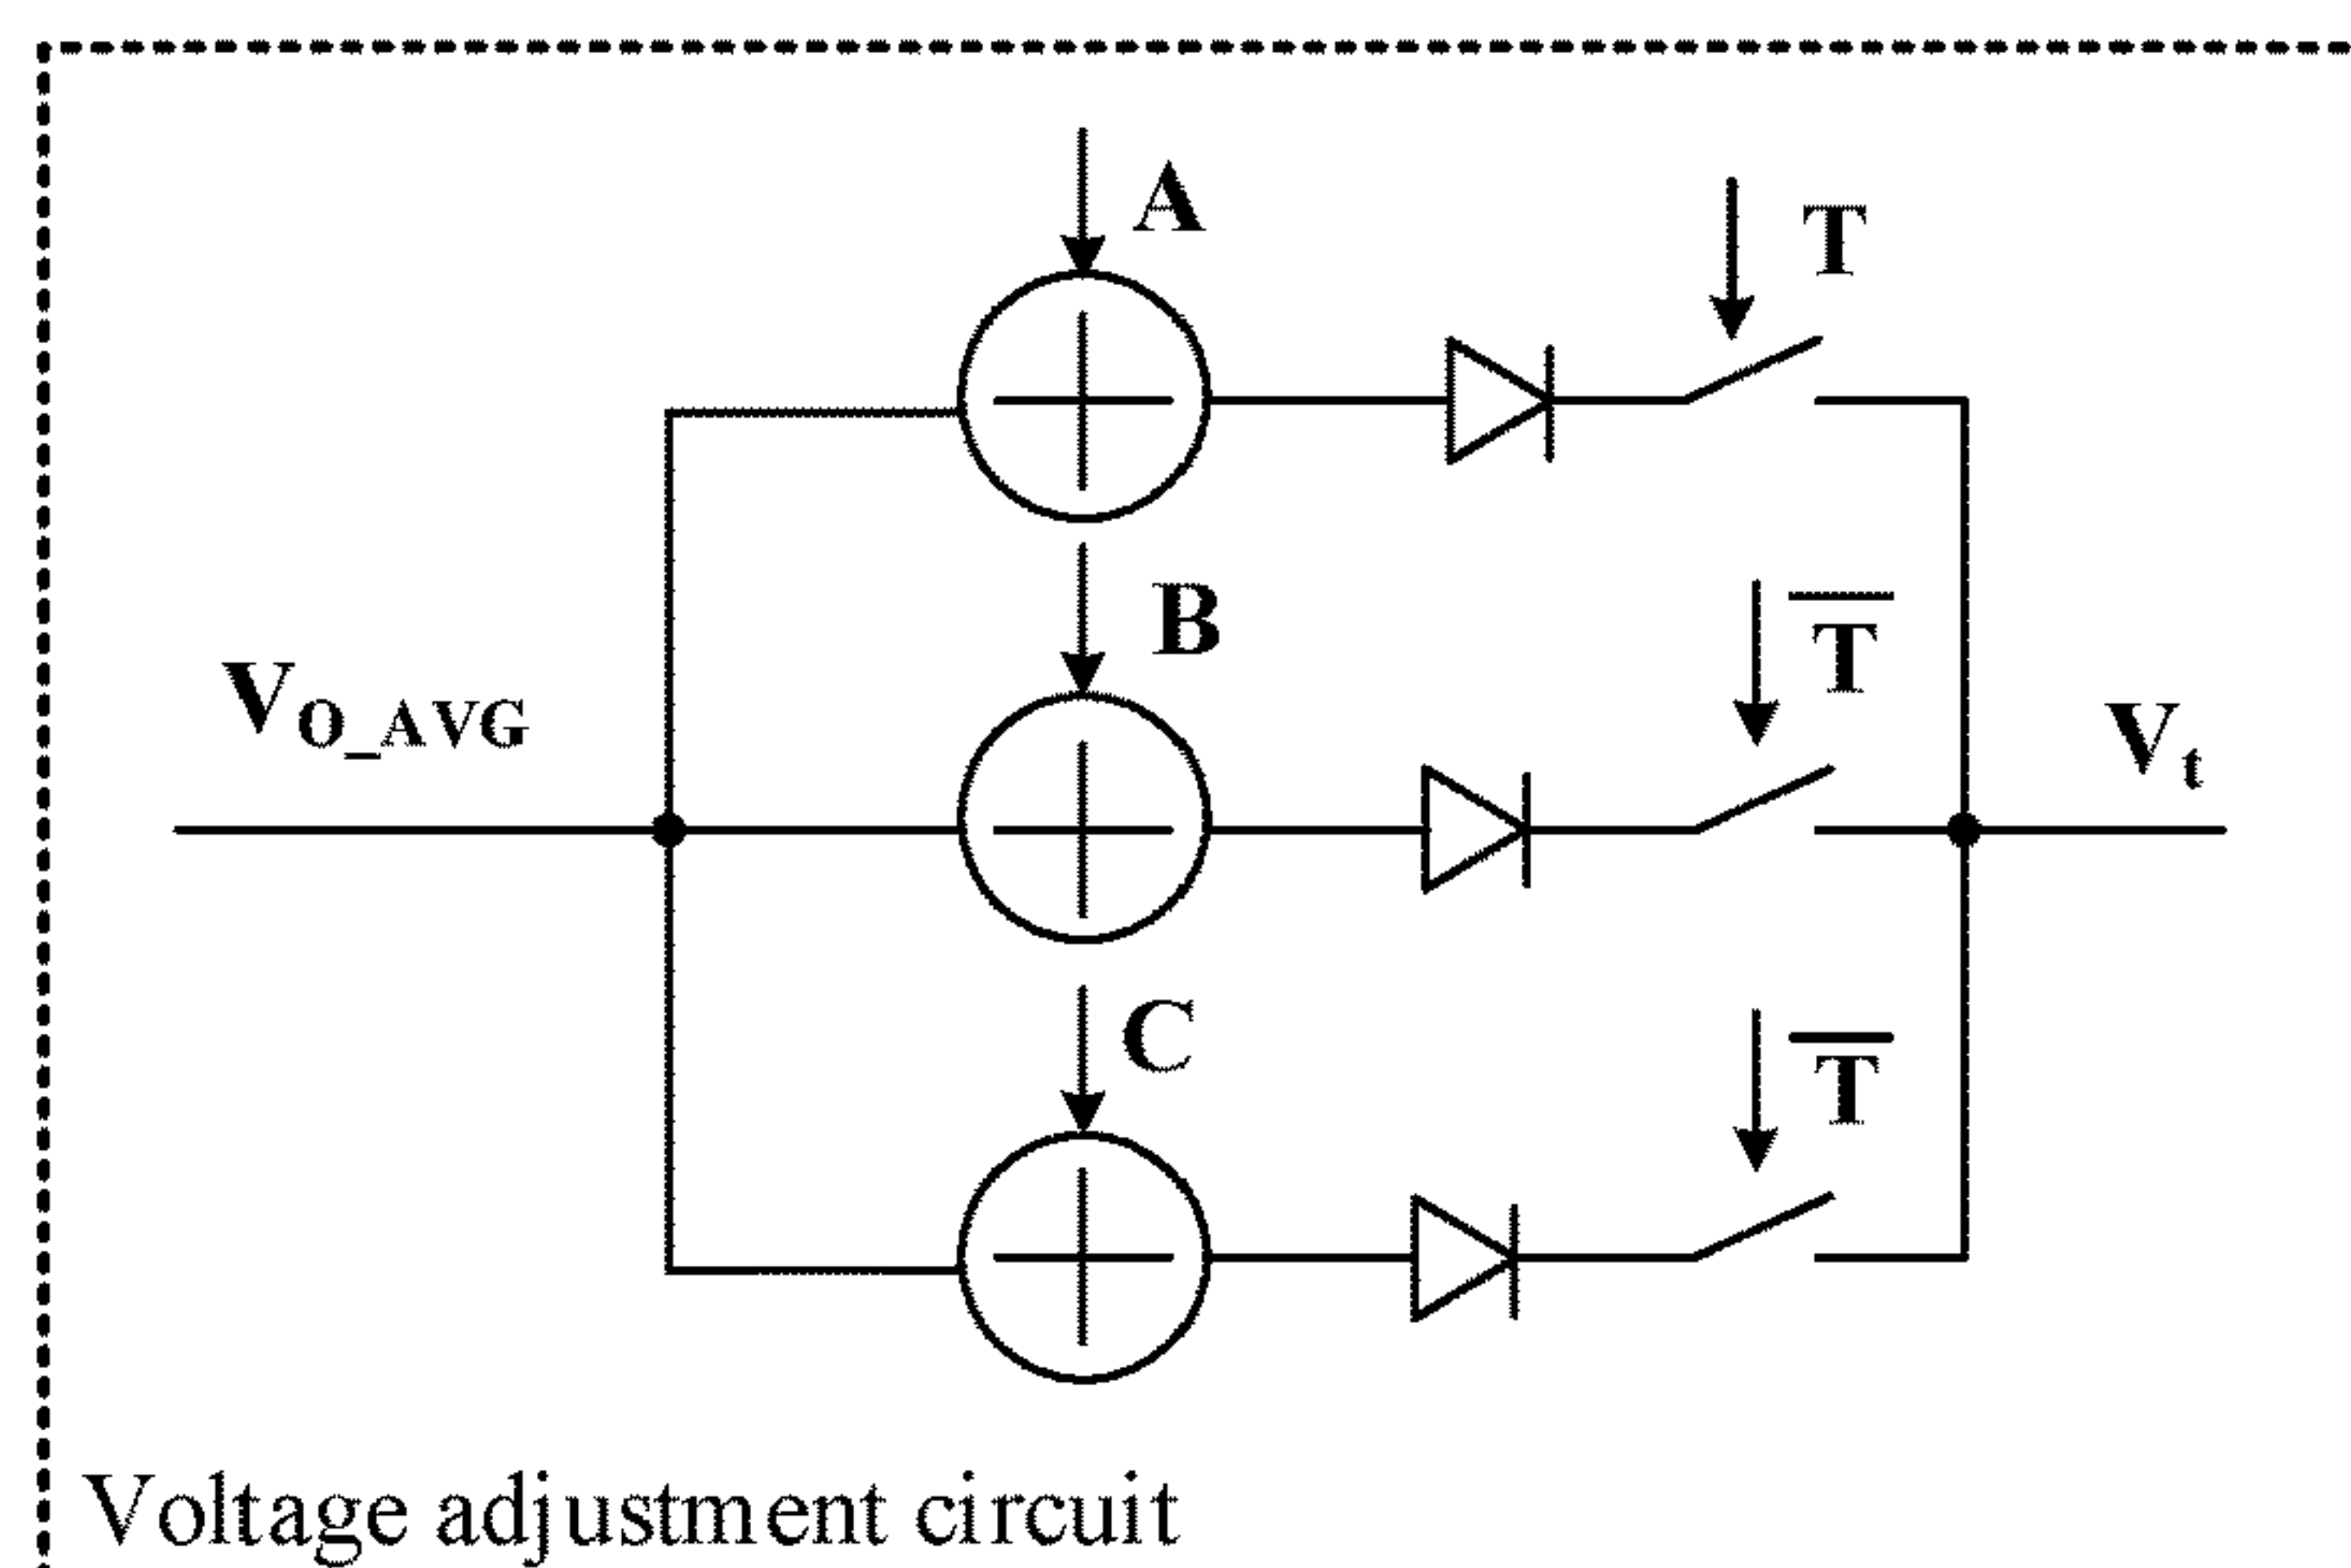 A
T
B
T̅
V_O_AVG
V_t
C
T̅
Voltage adjustment circuit